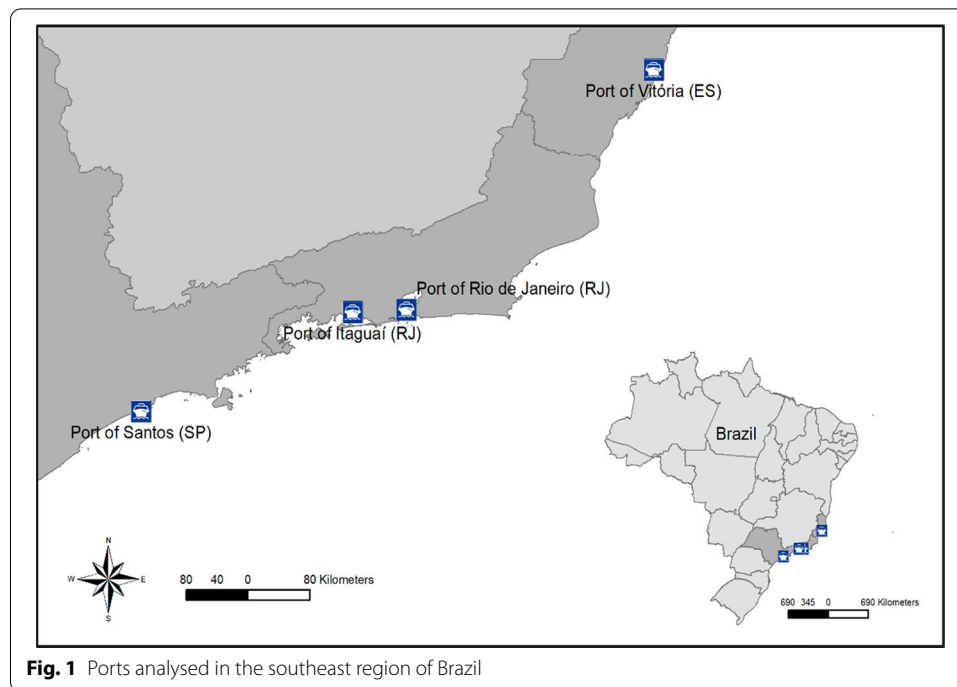 Port of Vitória (ES)
Port of Rio de Janeiro (RJ)
Port of Itaguaí (RJ)
Port of Santos (SP)
Brazil
N
W E
S
80 40 0 80 Kilometers
690 345 0 690 Kilometers
Fig. 1 Ports analysed in the southeast region of Brazil